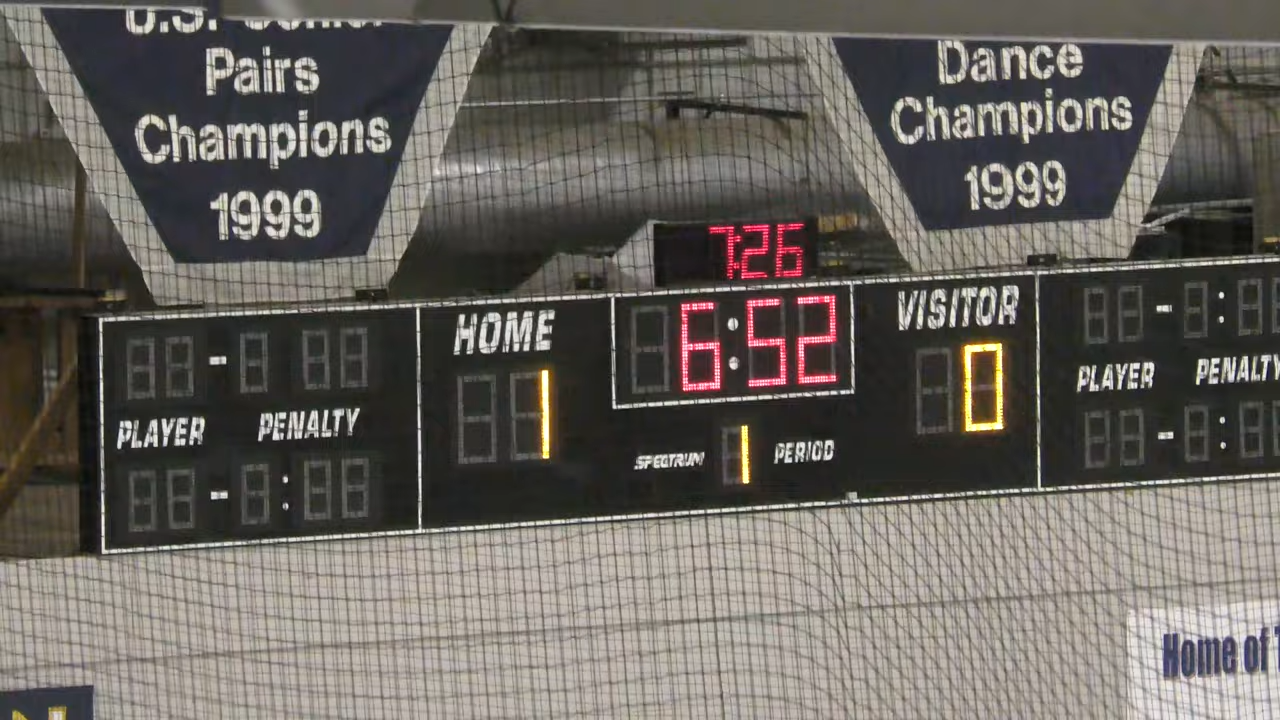 U.S. Junior
Pairs
Champions
1999
Dance
Champions
1999
7:26
HOME
6:52
VISITOR
1
0
PLAYER PENALTY
SPECTRUM
1
PERIOD
PLAYER PENALTY
Home of